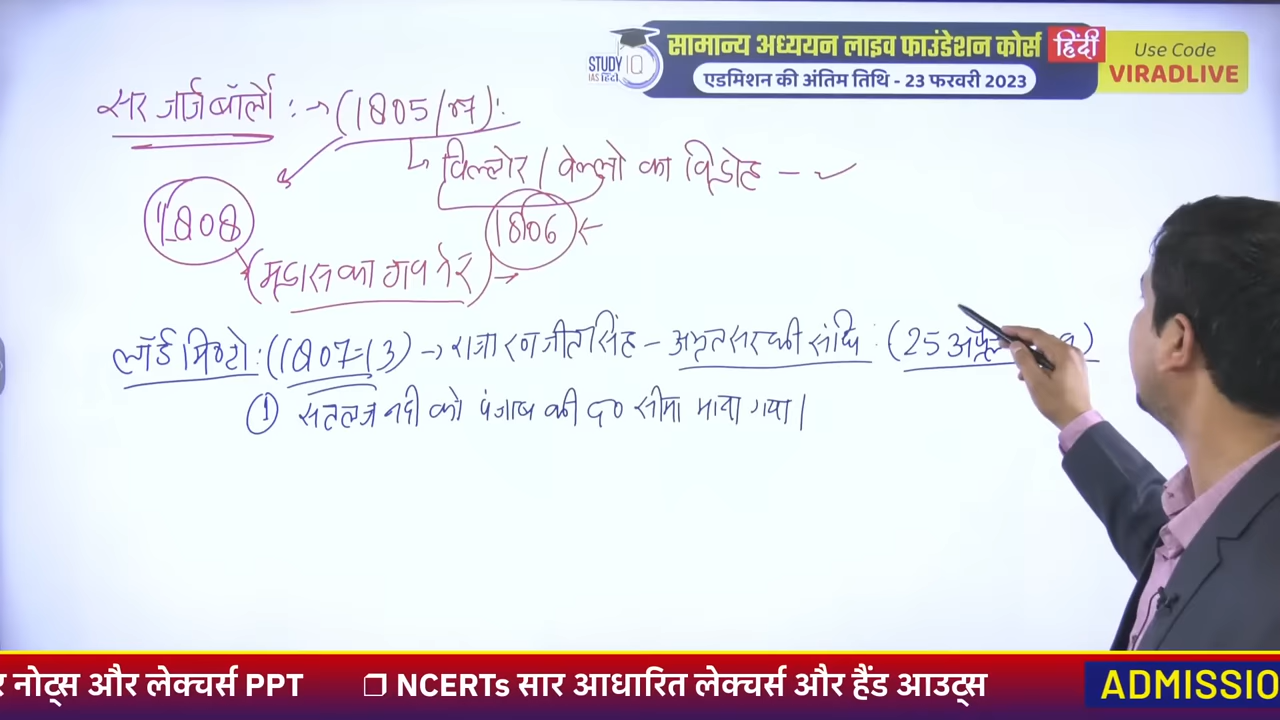 STUDY IQ
IAS हिंदी
सामान्य अध्ययन लाइव फाउंडेशन कोर्स हिंदी
एडमिशन की अंतिम तिथि - 23 फरवरी 2023
Use Code
VIRADLIVE
सर जॉर्ज बॉर्लो : → (1805/07) :
विल्लोर / वेल्लो का विद्रोह -
1808
1806
(मद्रास का गवर्नर)
लॉर्ड मिण्टो : (1807-13) → राजा रणजीतसिंह - अमृतसर की संधि : (25
① सतलज नदी को पंजाब की द० सीमा माना गया।
नोट्स और लेक्चर्स PPT ❐ NCERTs सार आधारित लेक्चर्स और हैंड आउट्स
ADMISSIO